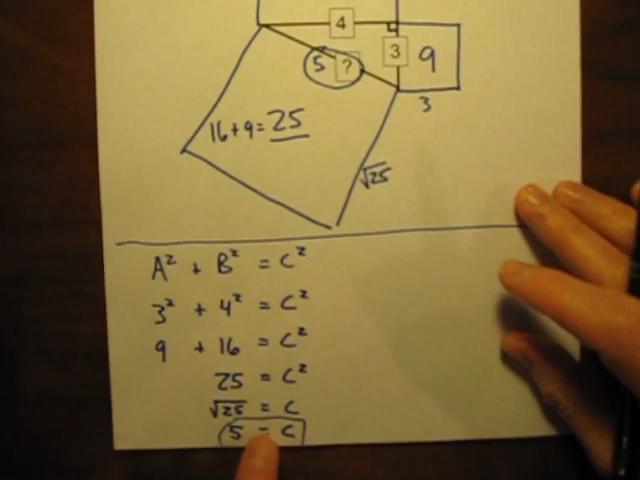 4
3
9
5 ?
3
16+9=25
√25
A² + B² = C²
3² + 4² = C²
9 + 16 = C²
25 = C²
√25 = C
5 = C